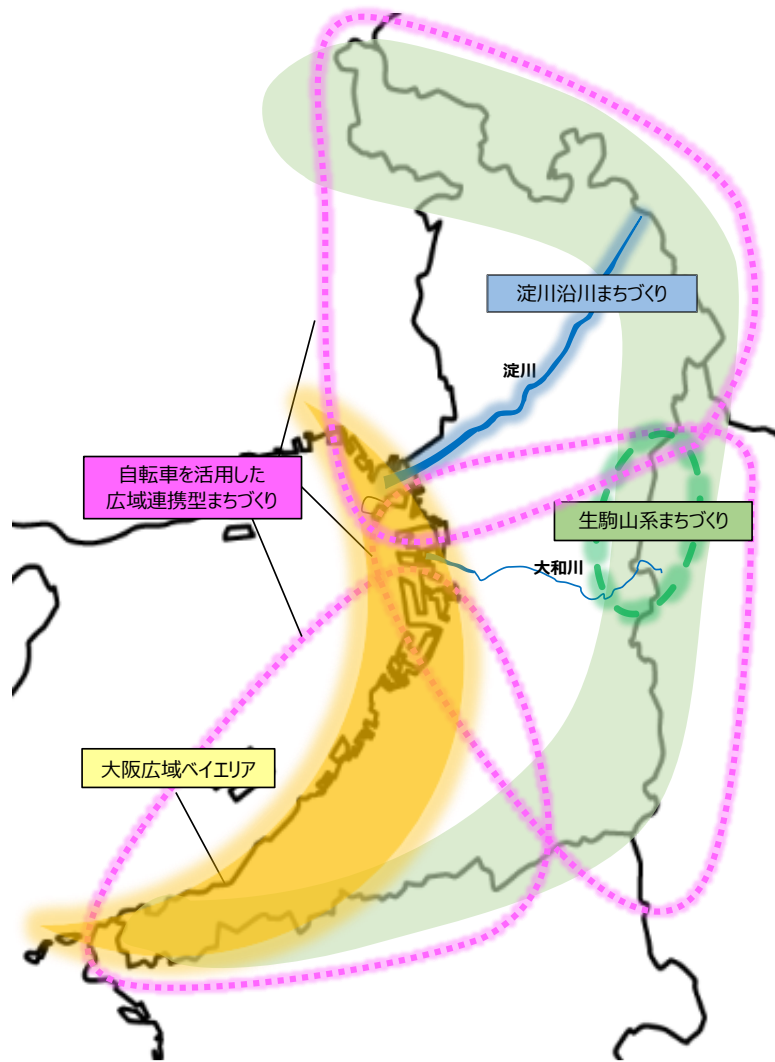 淀川沿川まちづくり
淀川
自転車を活用した
広域連携型まちづくり
生駒山系まちづくり
大和川
大阪広域ベイエリア